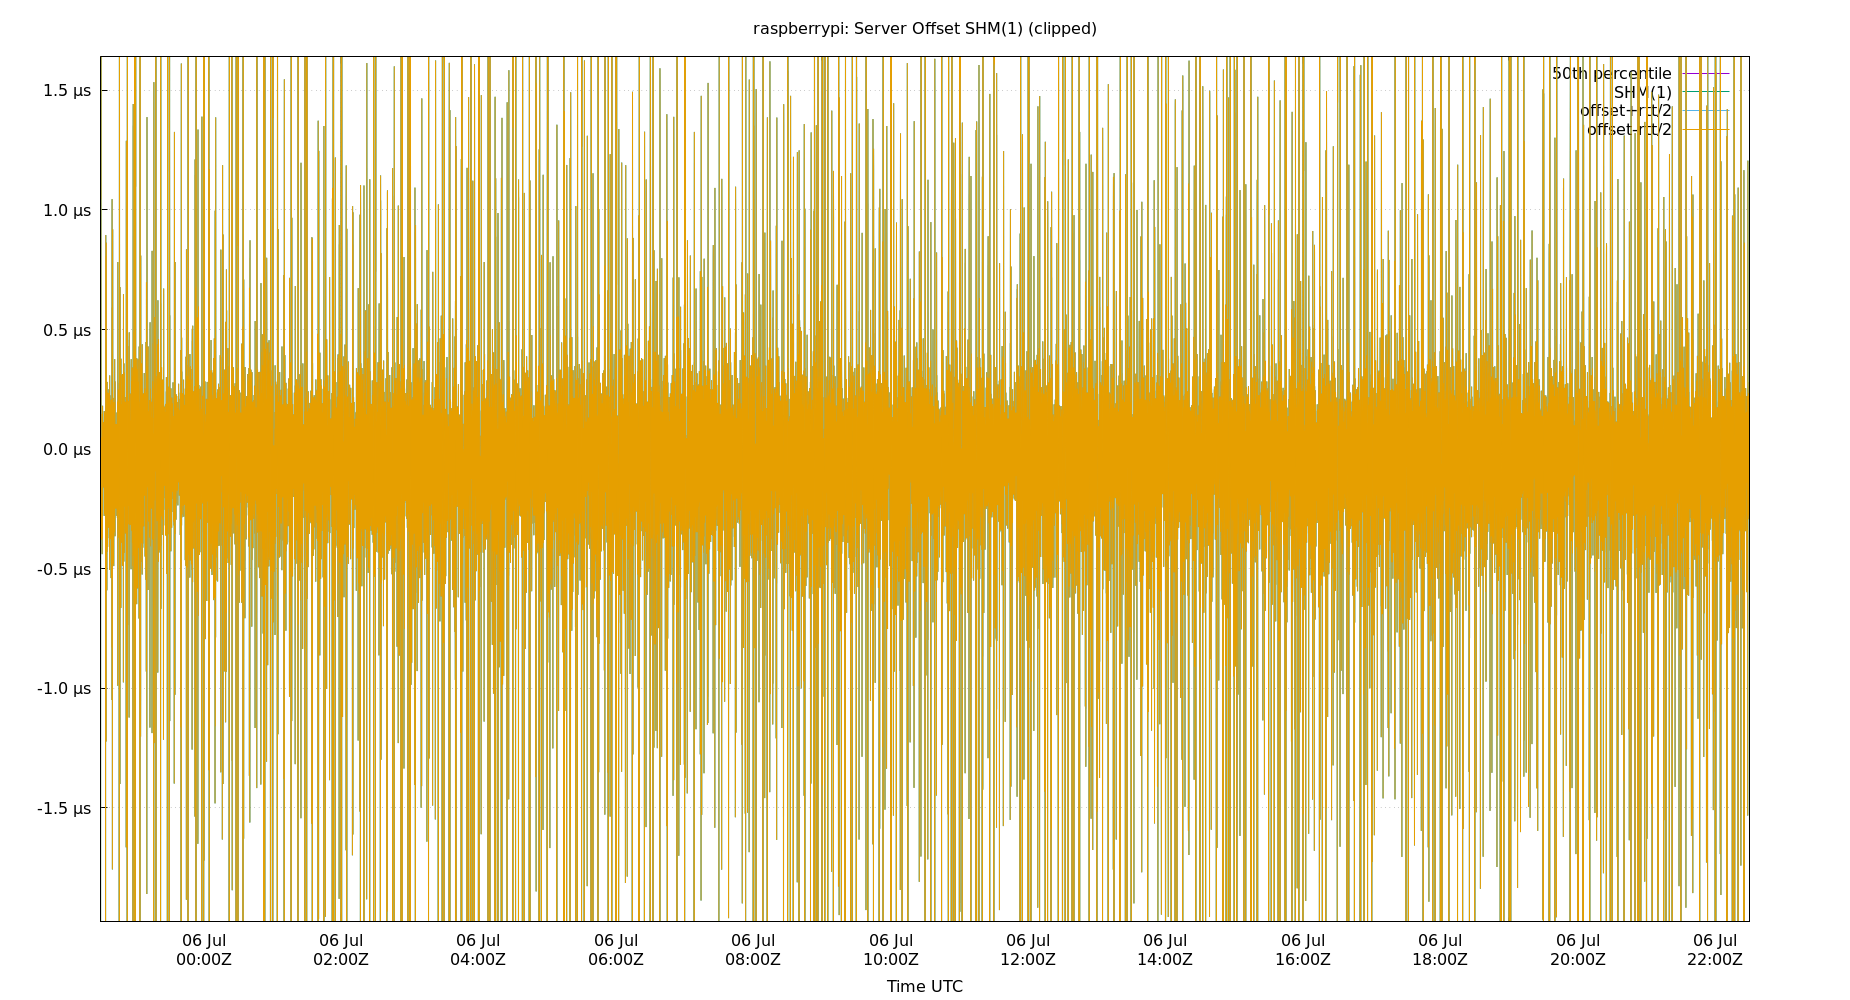 raspberrypi: Server Offset SHM(1) (clipped)
50th percentile
SHM(1)
offset+rtt/2
offset-rtt/2
1.5 µs
1.0 µs
0.5 µs
0.0 µs
-0.5 µs
-1.0 µs
-1.5 µs
06 Jul 06 Jul 06 Jul 06 Jul 06 Jul 06 Jul 06 Jul 06 Jul 06 Jul 06 Jul 06 Jul 06 Jul
00:00Z 02:00Z 04:00Z 06:00Z 08:00Z 10:00Z 12:00Z 14:00Z 16:00Z 18:00Z 20:00Z 22:00Z
Time UTC